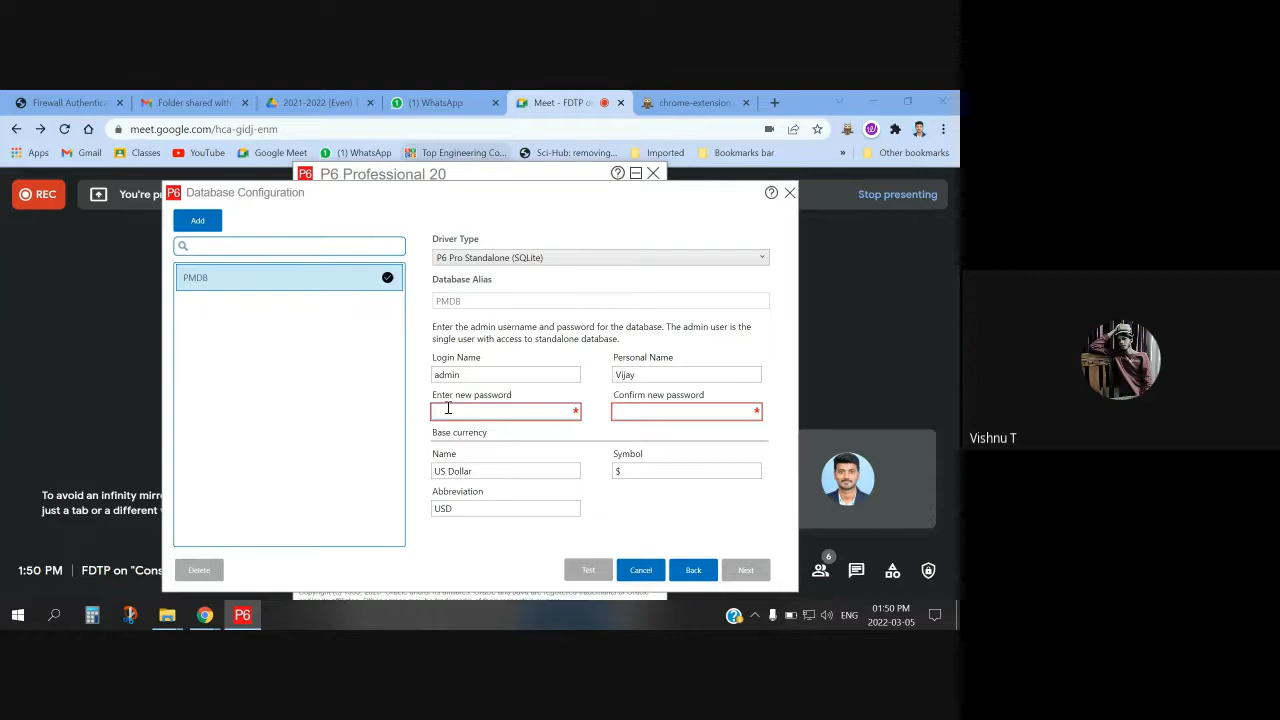 Firewall Authentica
Folder shared with
2021-2022 (Even) T
(1) WhatsApp
Meet - FDTP o
chrome-extension
meet.google.com/hca-gidj-enm
Apps
Gmail
Classes
YouTube
Google Meet
(1) WhatsApp
Top Engineering Co...
Sci-Hub: removing...
Imported
Bookmarks bar
»
Other bookmarks
P6 P6 Professional 20
REC
You're pr
Stop presenting
P6 Database Configuration
Add
PMDB
Driver Type
P6 Pro Standalone (SQLite)
Database Alias
PMDB
Enter the admin username and password for the database. The admin user is the
single user with access to standalone database.
Login Name
Personal Name
admin
Vijay
Enter new password
Confirm new password
*
*
Base currency
Name
Symbol
US Dollar
$
Abbreviation
USD
Vishnu T
To avoid an infinity mirro
just a tab or a different
Delete
Test
Cancel
Back
Next
1:50 PM
FDTP on "Cons
6
P6
ENG
01:50 PM
2022-03-05